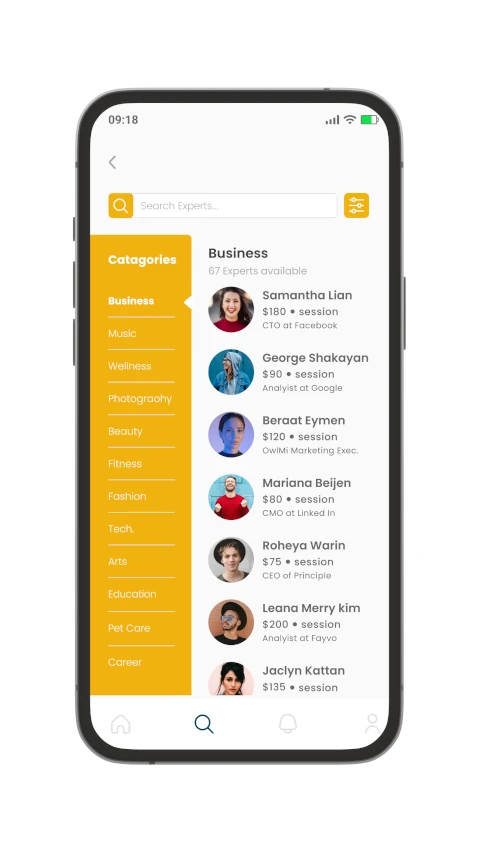 09:18
Search Experts...
Catagories
Business
Music
Wellness
Photograohy
Beauty
Fitness
Fashion
Tech.
Arts
Education
Pet Care
Career
Business
67 Experts available
Samantha Lian
$180 • session
CTO at Facebook
George Shakayan
$90 • session
Analyist at Google
Beraat Eymen
$120 • session
OwlMi Marketing Exec.
Mariana Beijen
$80 • session
CMO at Linked In
Roheya Warin
$75 • session
CEO of Principle
Leana Merry kim
$200 • session
Analyist at Fayvo
Jaclyn Kattan
$135 • session